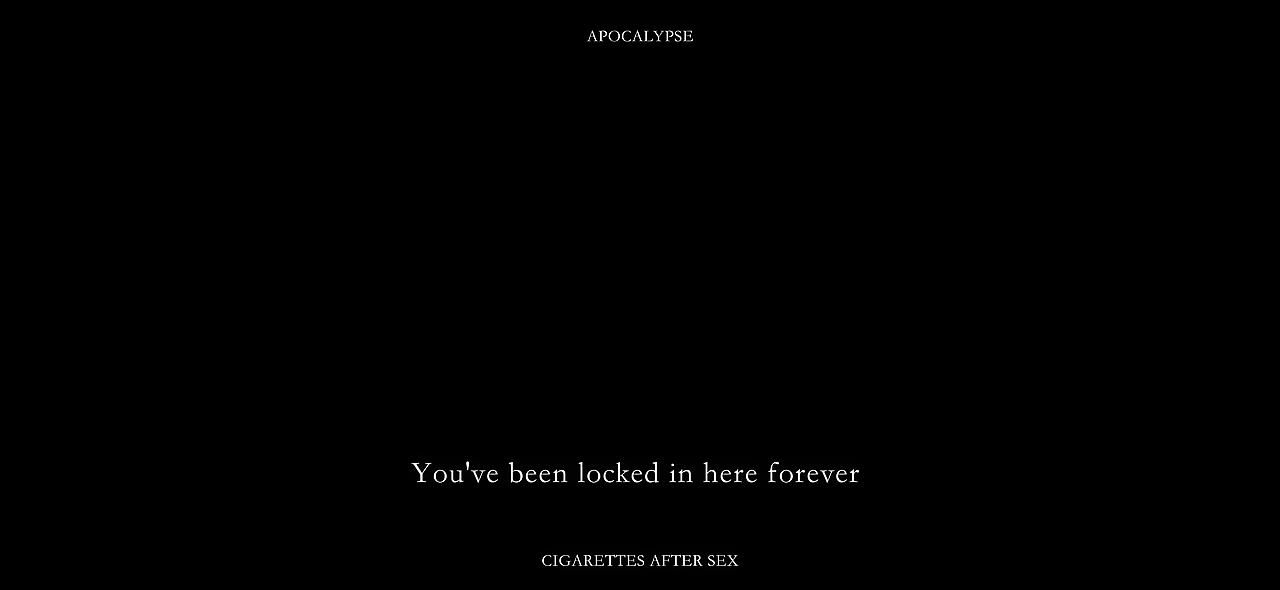 APOCALYPSE
You've been locked in here forever
CIGARETTES AFTER SEX